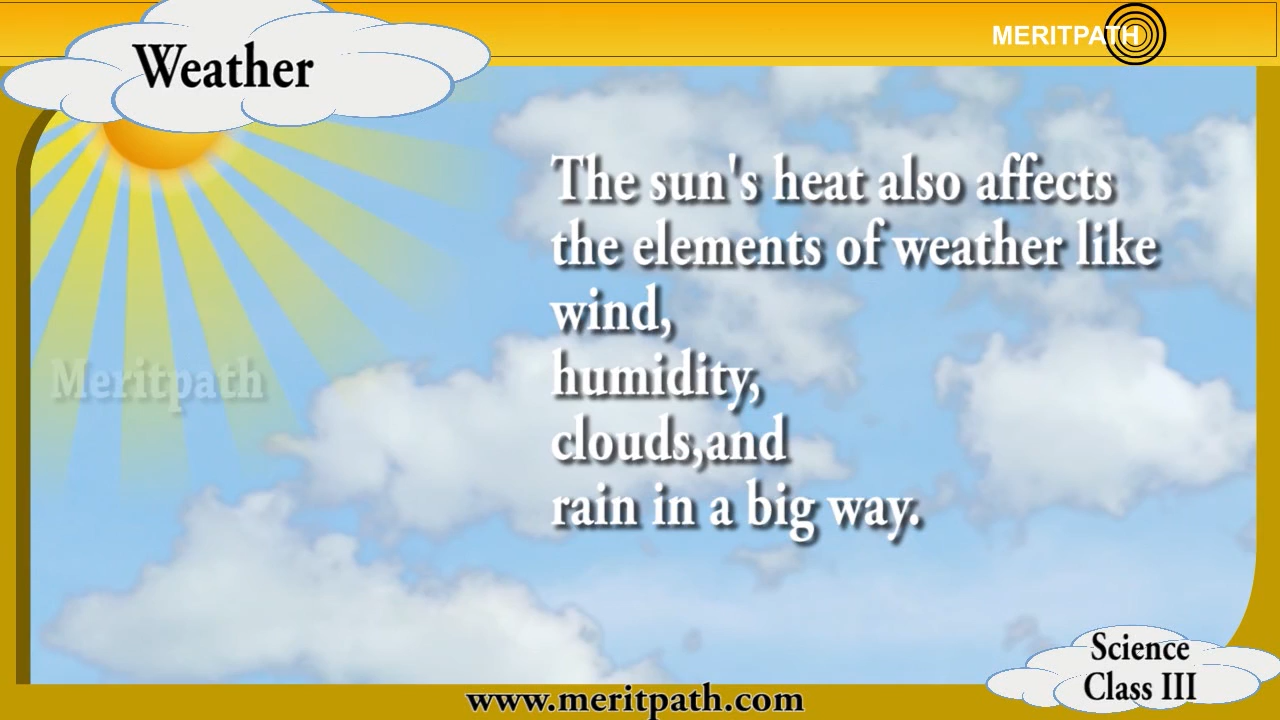 Weather
MERITPATH
The sun's heat also affects
the elements of weather like
wind,
humidity,
clouds,and
rain in a big way.
Meritpath
Science
Class III
www.meritpath.com